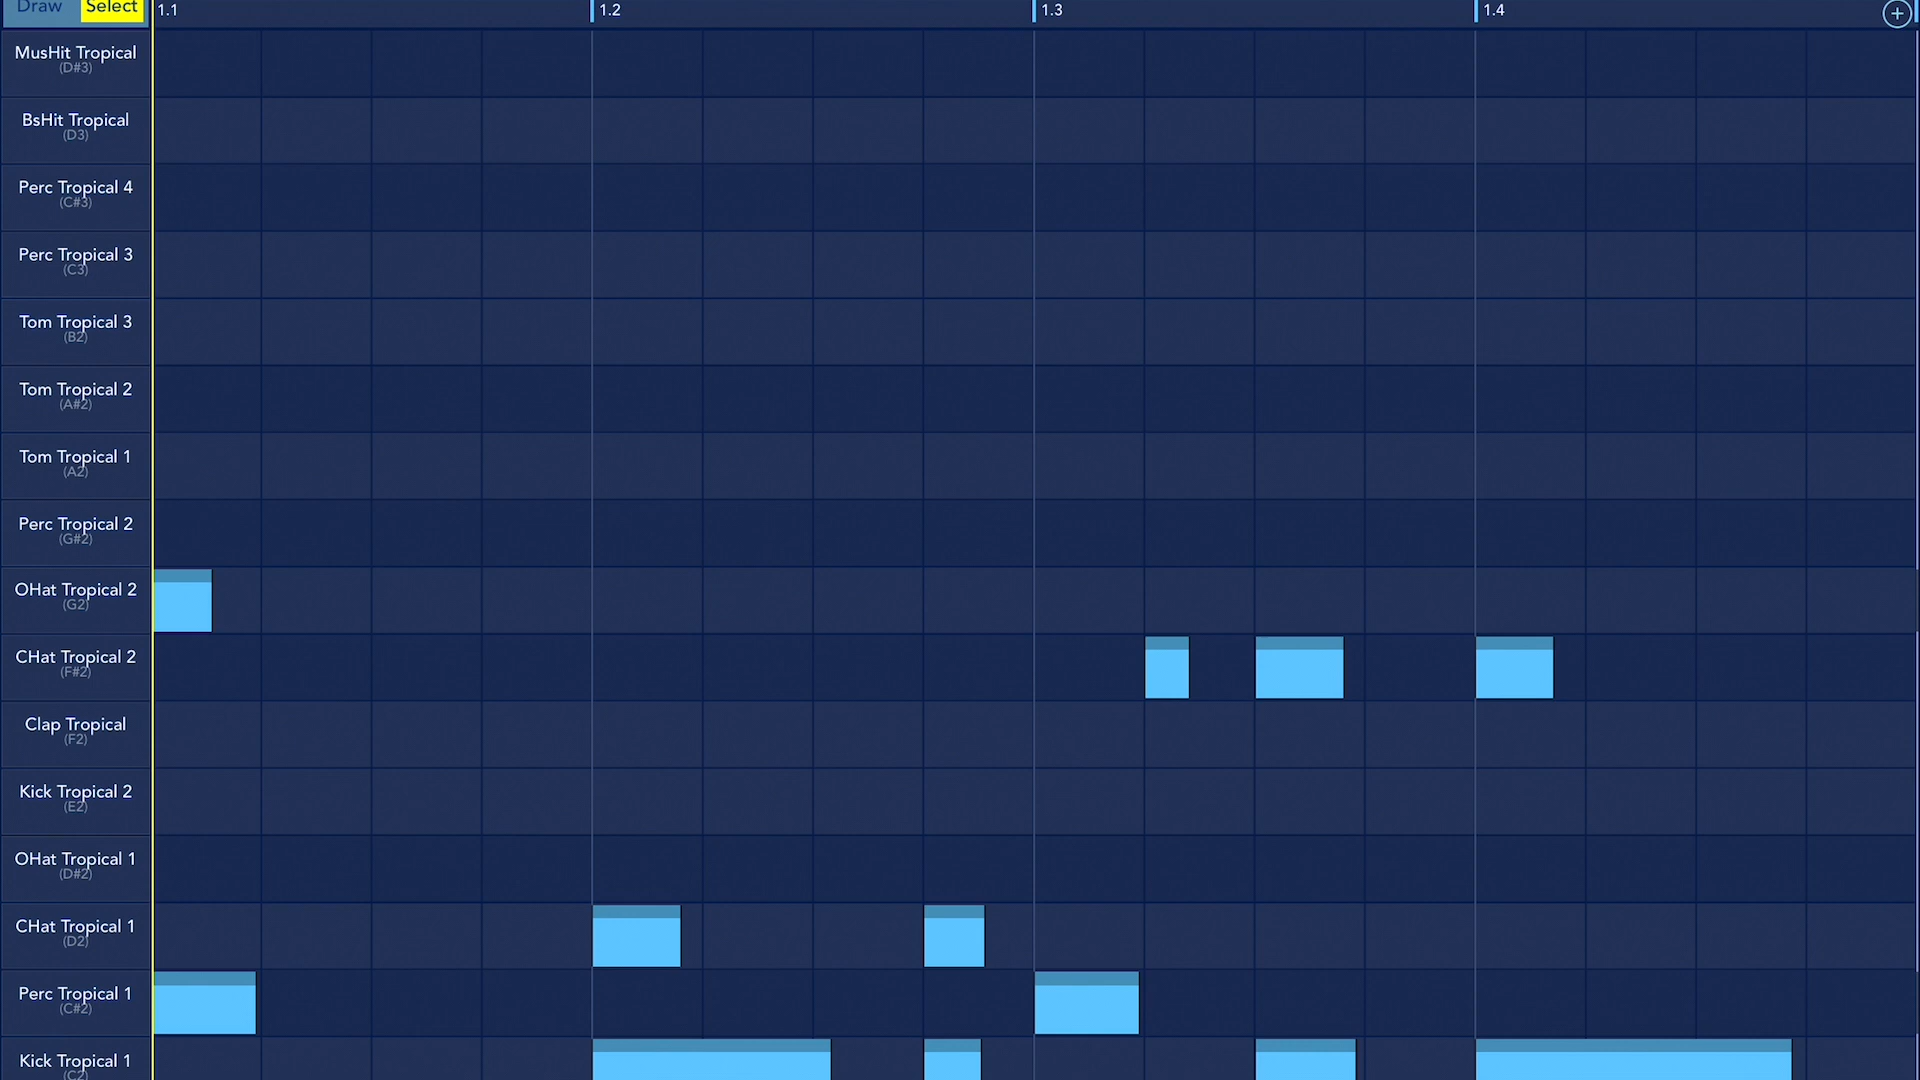 Draw Select 1.1 1.2 1.3 1.4
MusHit Tropical
(D#3)
BsHit Tropical
(D3)
Perc Tropical 4
(C#3)
Perc Tropical 3
(C3)
Tom Tropical 3
(B2)
Tom Tropical 2
(A#2)
Tom Tropical 1
(A2)
Perc Tropical 2
(G#2)
OHat Tropical 2
(G2)
CHat Tropical 2
(F#2)
Clap Tropical
(F2)
Kick Tropical 2
(E2)
OHat Tropical 1
(D#2)
CHat Tropical 1
(D2)
Perc Tropical 1
(C#2)
Kick Tropical 1
(C2)